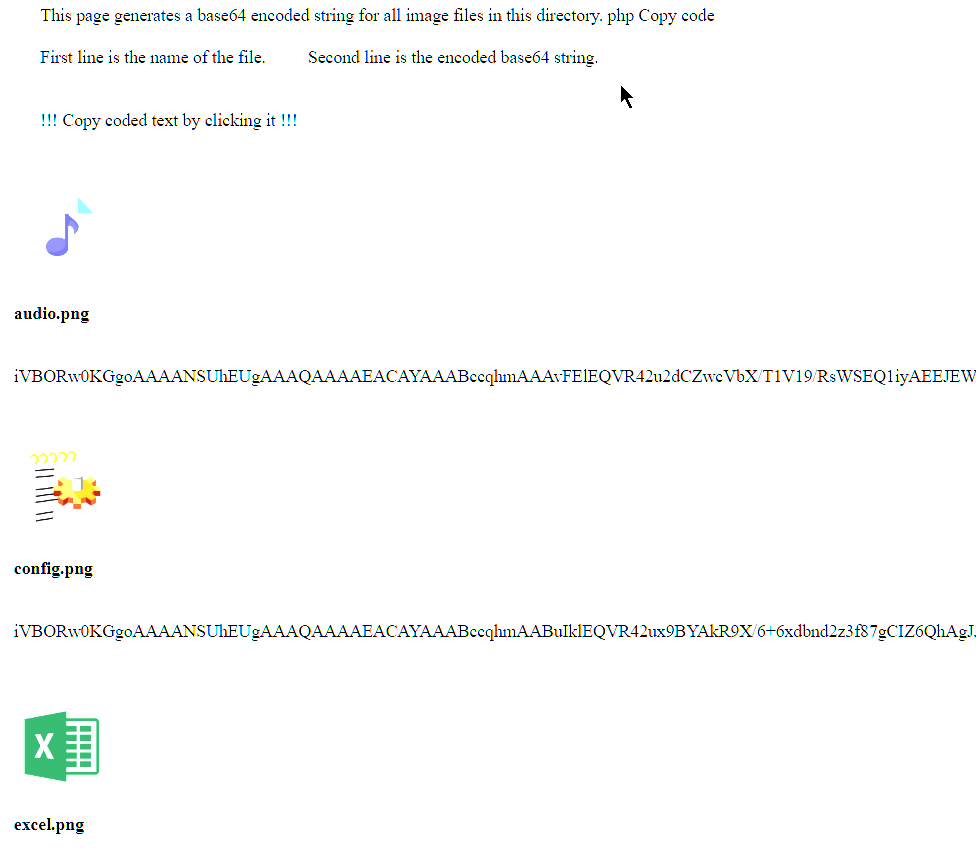 This page generates a base64 encoded string for all image files in this directory. php Copy code
First line is the name of the file. Second line is the encoded base64 string.
!!! Copy coded text by clicking it !!!
audio.png
iVBORw0KGgoAAAANSUhEUgAAAQAAAAEACAYAAABccqhmAAAvFElEQVR42u2dCZwcVbX/T1V19/RsWSEQ1iyAEEJEW
config.png
iVBORw0KGgoAAAANSUhEUgAAAQAAAAEACAYAAABccqhmAABuIklEQVR42ux9BYAkR9X/6+6xdbnd2z3f87gCIZ6QhAgJ.
X
excel.png